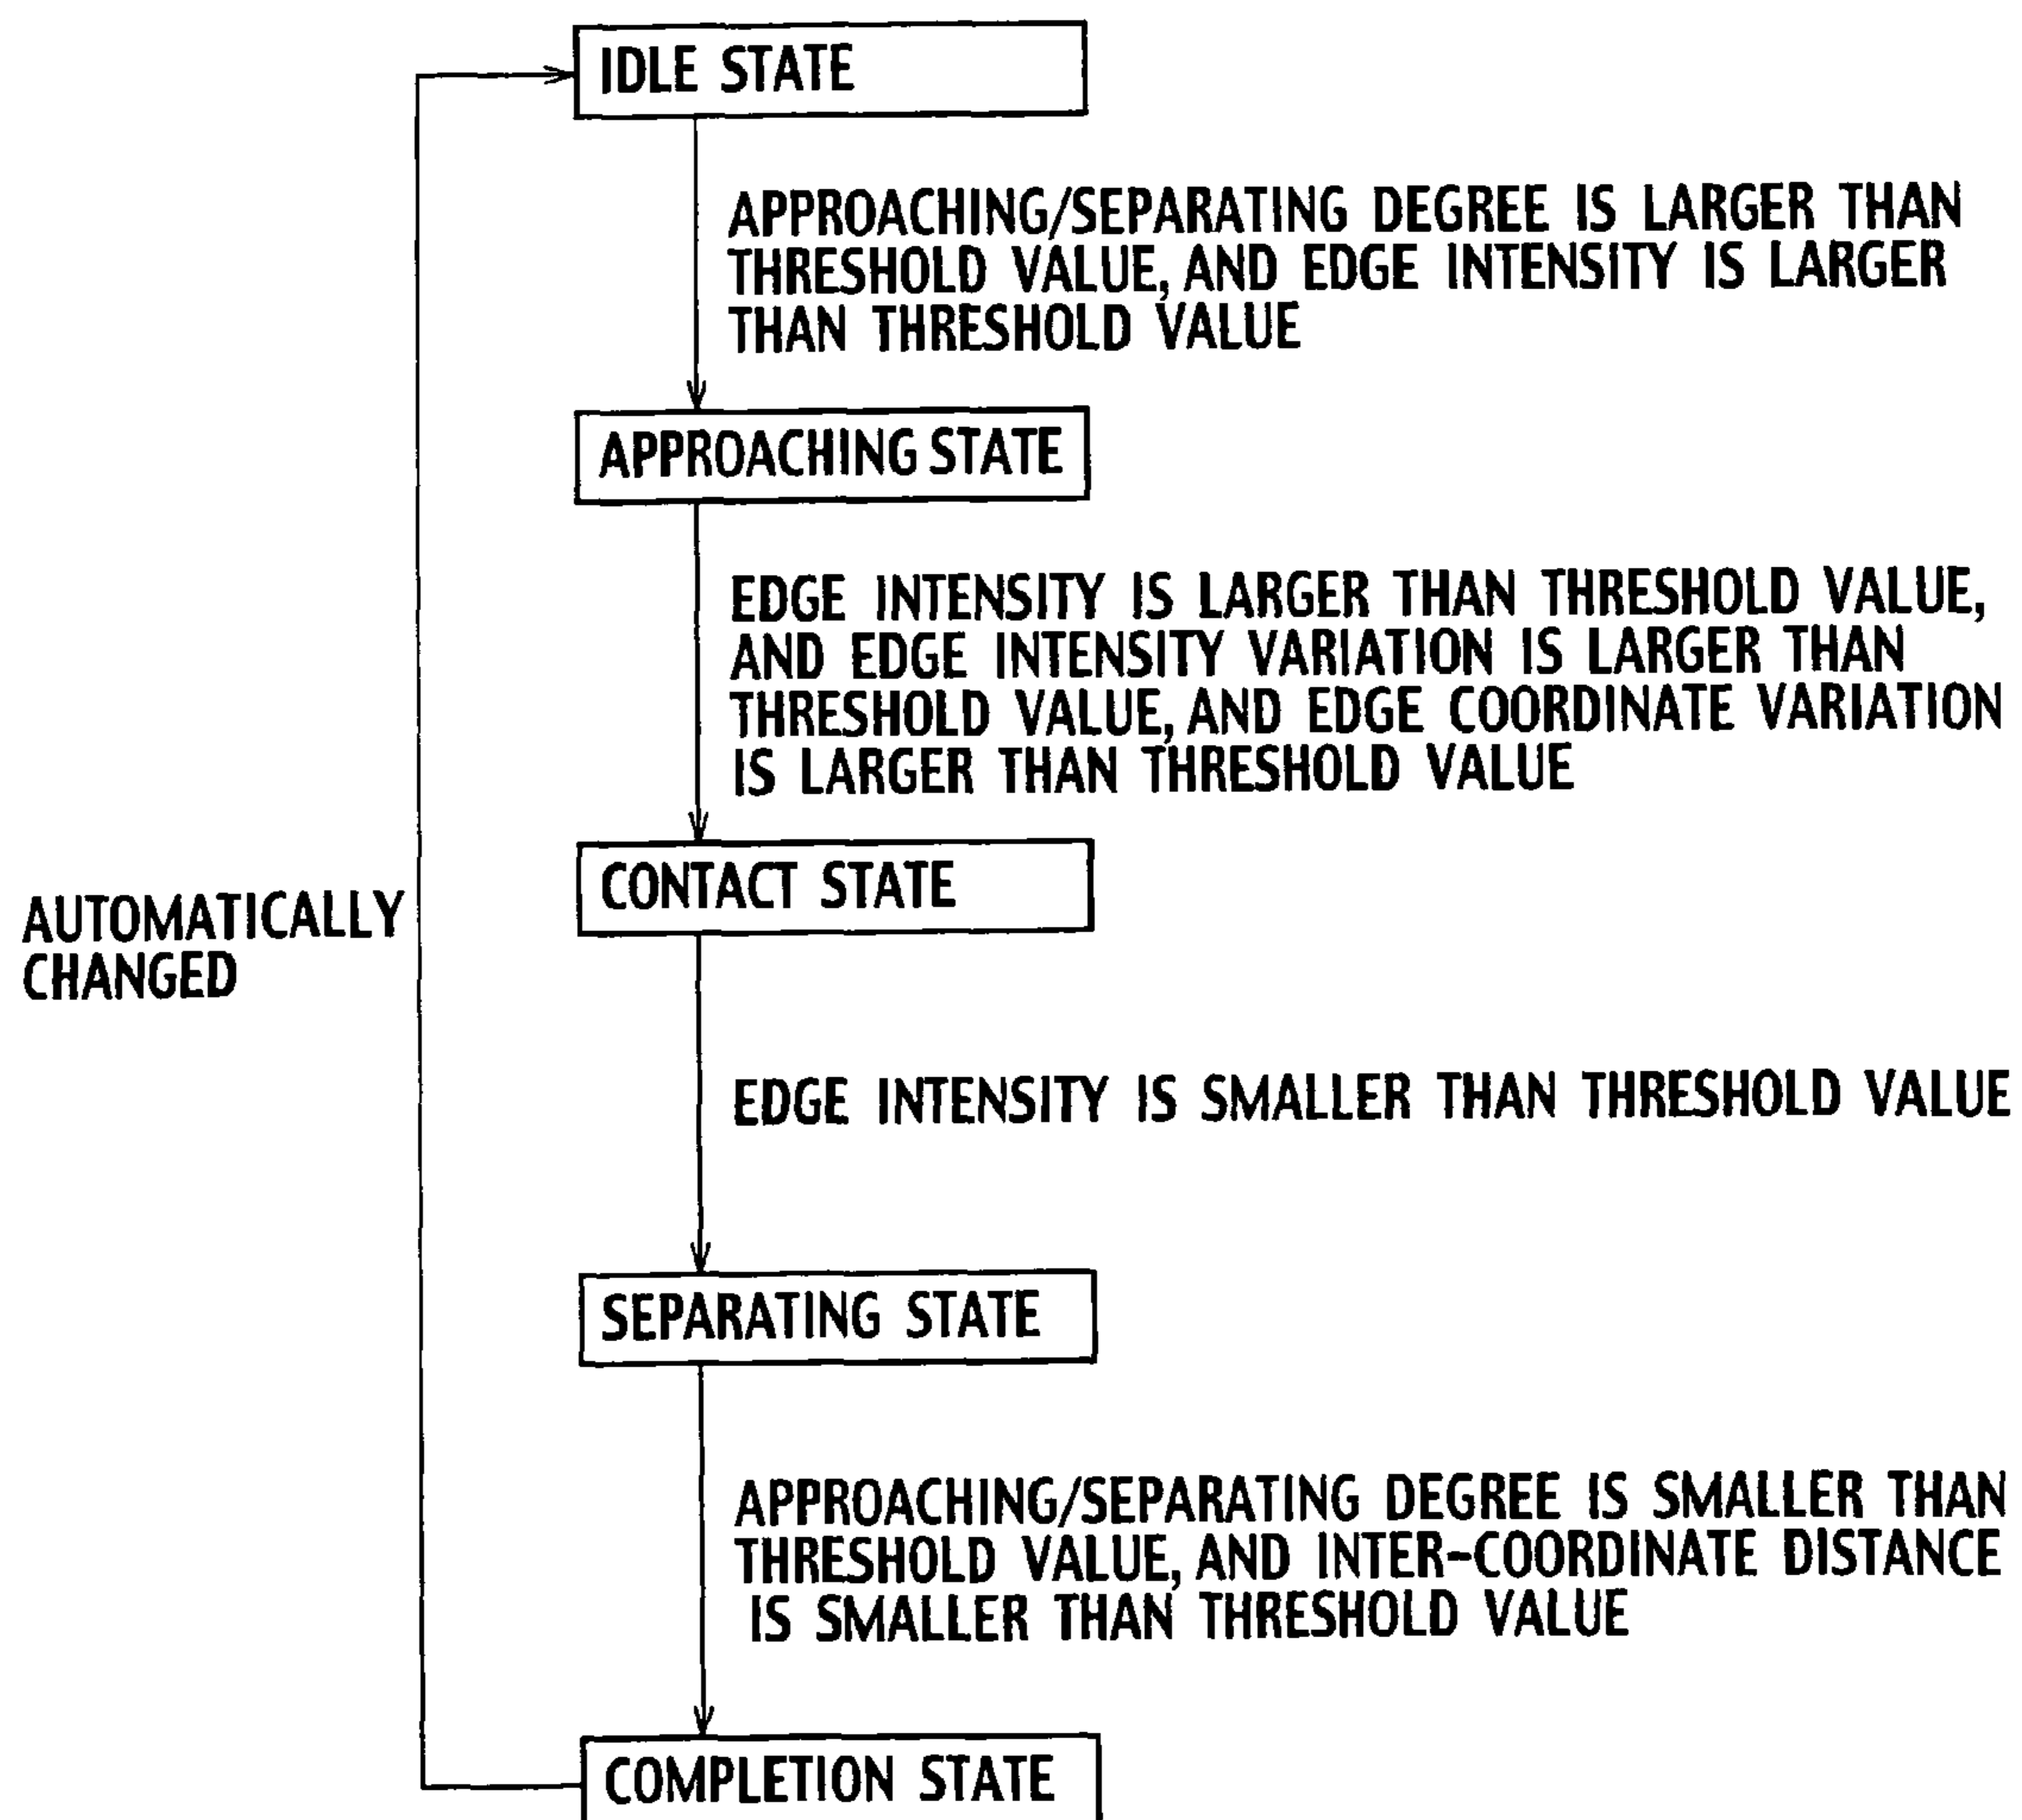 IDLE STATE
APPROACHING/SEPARATING DEGREE IS LARGER THAN
THRESHOLD VALUE, AND EDGE INTENSITY IS LARGER
THAN THRESHOLD VALUE
APPROACHING STATE
EDGE INTENSITY IS LARGER THAN THRESHOLD VALUE,
AND EDGE INTENSITY VARIATION IS LARGER THAN
THRESHOLD VALUE, AND EDGE COORDINATE VARIATION
IS LARGER THAN THRESHOLD VALUE
CONTACT STATE
AUTOMATICALLY
CHANGED
EDGE INTENSITY IS SMALLER THAN THRESHOLD VALUE
SEPARATING STATE
APPROACHING/SEPARATING DEGREE IS SMALLER THAN
THRESHOLD VALUE, AND INTER-COORDINATE DISTANCE
IS SMALLER THAN THRESHOLD VALUE
COMPLETION STATE